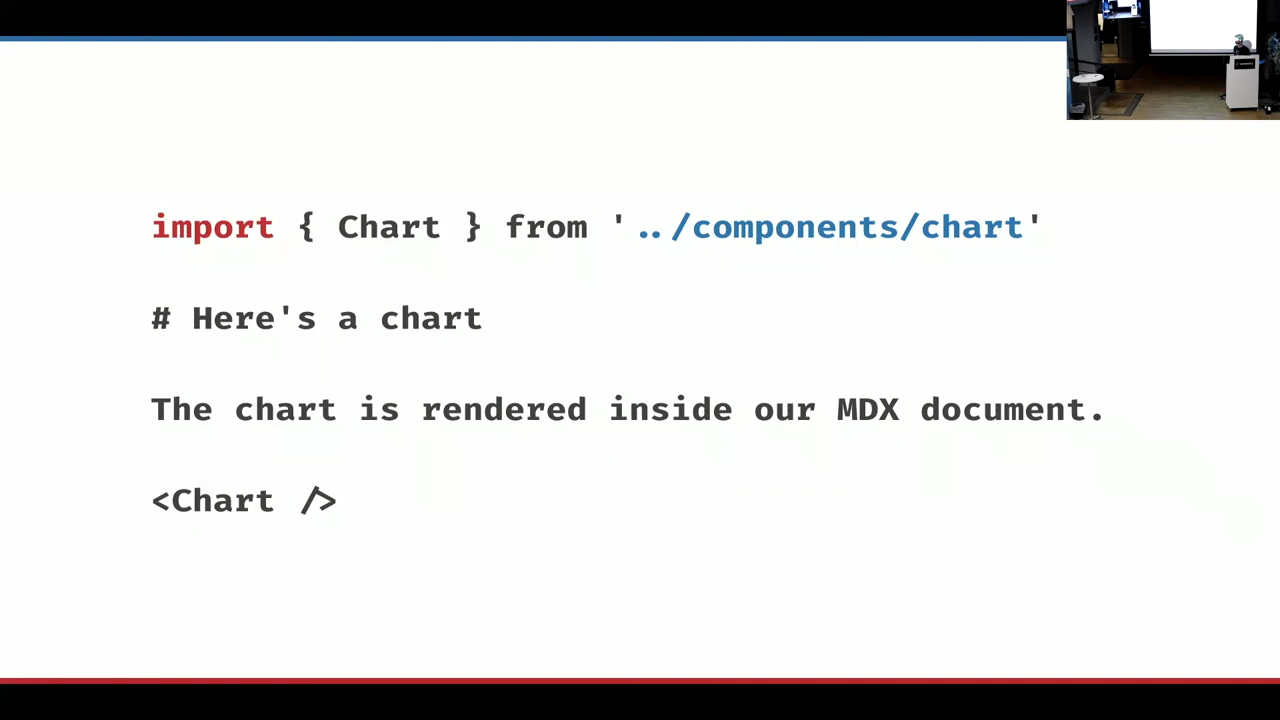 import { Chart } from '../components/chart'
# Here's a chart
The chart is rendered inside our MDX document.
<Chart />